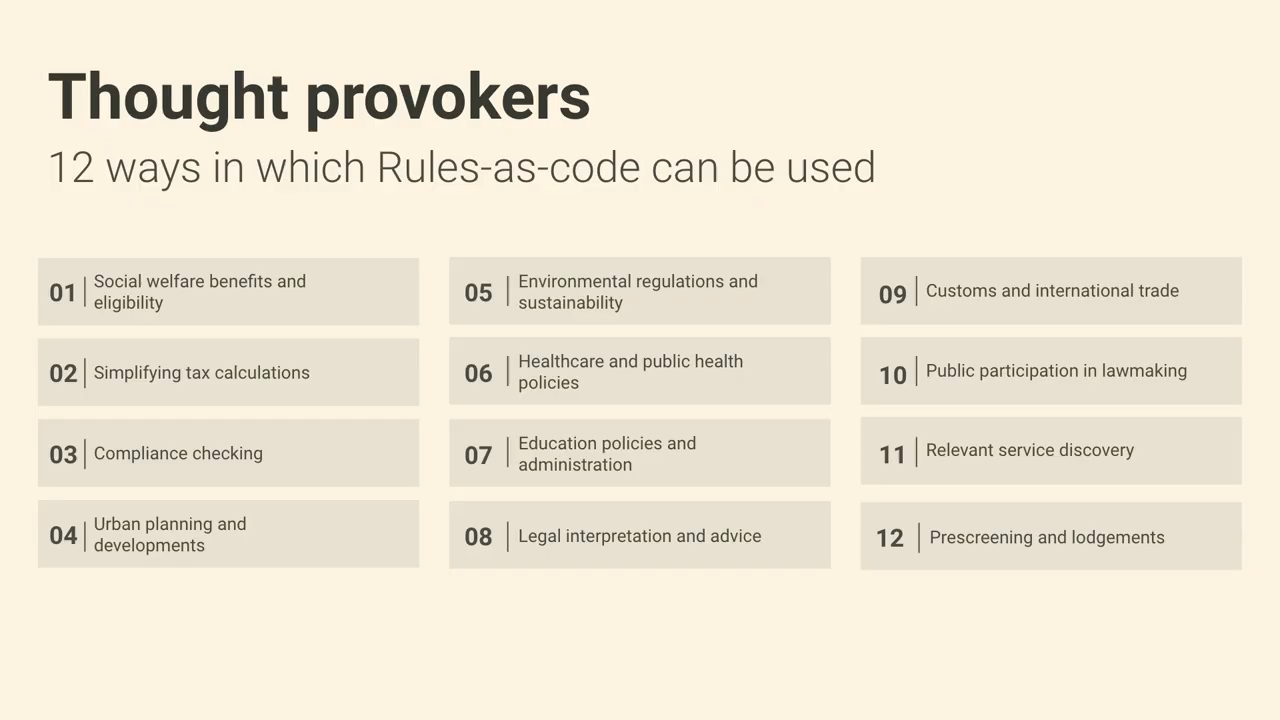 Thought provokers
12 ways in which Rules-as-code can be used
01 Social welfare benefits and
eligibility
02 Simplifying tax calculations
03 Compliance checking
04 Urban planning and
developments
05 Environmental regulations and
sustainability
06 Healthcare and public health
policies
07 Education policies and
administration
08 Legal interpretation and advice
09 Customs and international trade
10 Public participation in lawmaking
11 Relevant service discovery
12 Prescreening and lodgements